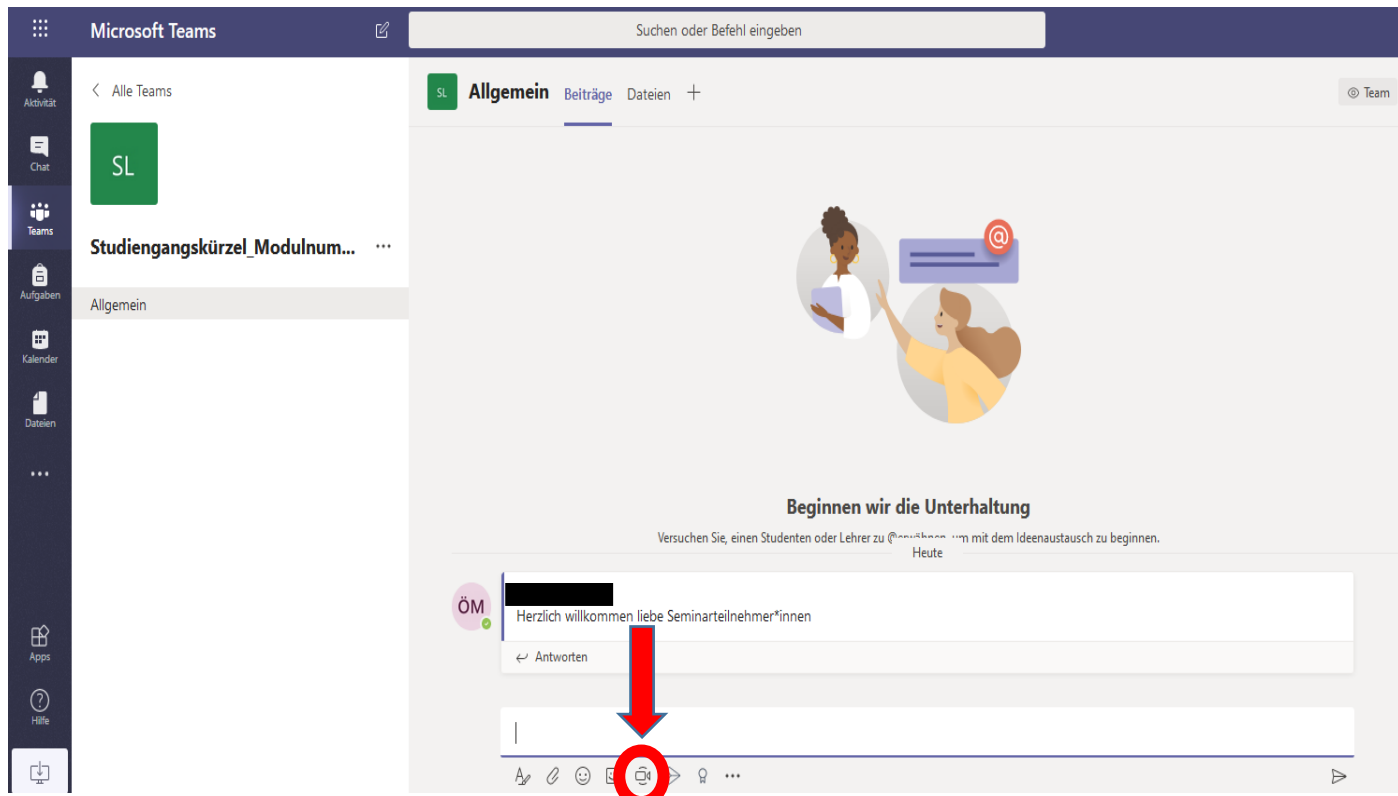 Microsoft Teams
Suchen oder Befehl eingeben
Aktivität
Chat
Teams
Aufgaben
Kalender
Dateien
Apps
Hilfe
Alle Teams
SL
Studiengangskürzel_Modulnum...
Allgemein
SL Allgemein Beiträge Dateien
Team
@
Beginnen wir die Unterhaltung
Versuchen Sie, einen Studenten oder Lehrer zu um mit dem Ideenaustausch zu beginnen.
Heute
ÖM
Herzlich willkommen liebe Seminarteilnehmer*innen
Antworten